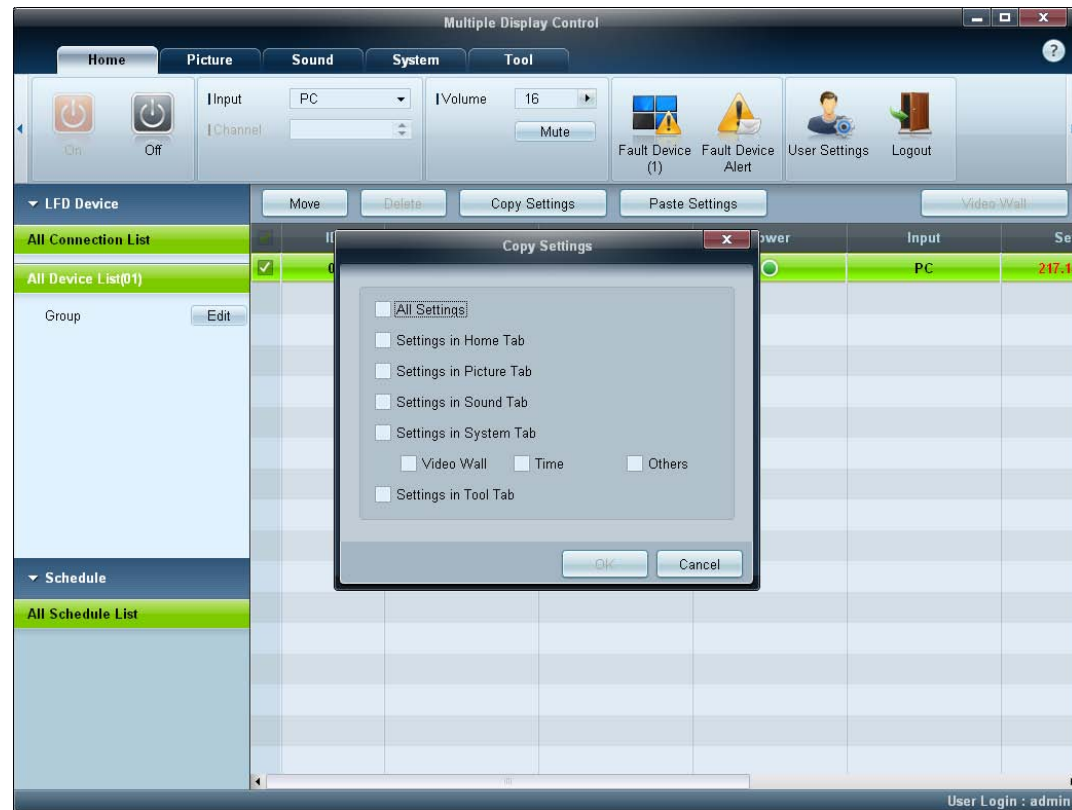 Multiple Display Control
Home Picture Sound System Tool
Input PC Volume 16
Channel Mute
On Off Fault Device (1) Fault Device Alert User Settings Logout
LFD Device Move Delete Copy Settings Paste Settings Video Wall
All Connection List Input
Copy Settings
All Device List(01) PC 217.1
Group Edit
All Settings
Settings in Home Tab
Settings in Picture Tab
Settings in Sound Tab
Settings in System Tab
Video Wall Time Others
Settings in Tool Tab
OK Cancel
Schedule
All Schedule List
User Login : admin